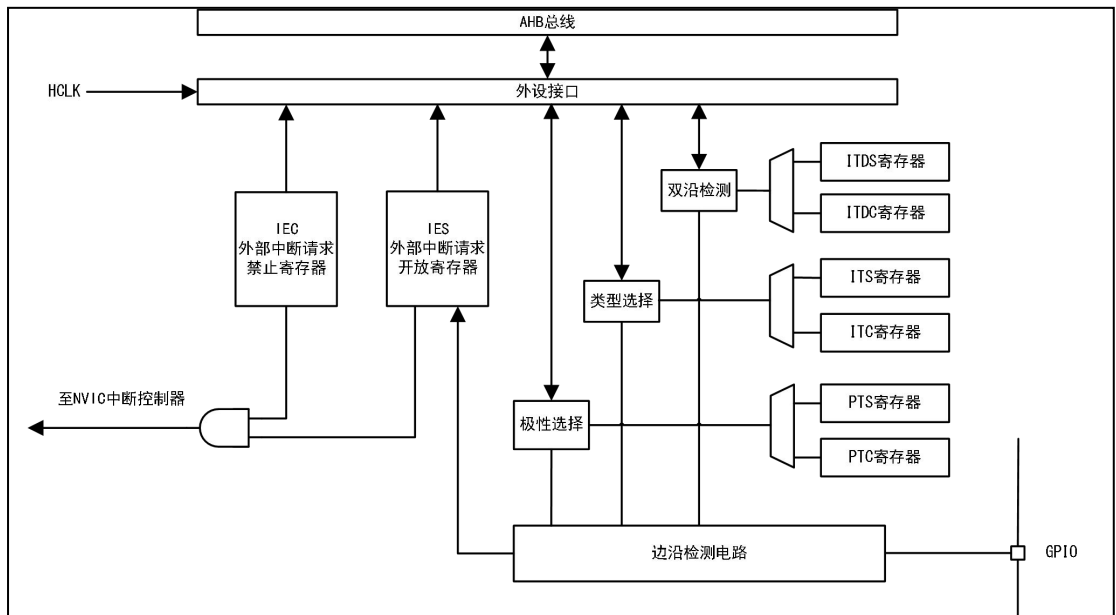 AHB总线
HCLK
外设接口
ITDS寄存器
双沿检测
ITDC寄存器
IEC
外部中断请求
禁止寄存器
IES
外部中断请求
开放寄存器
ITS寄存器
类型选择
ITC寄存器
至NVIC中断控制器
PTS寄存器
极性选择
PTC寄存器
边沿检测电路
GPIO